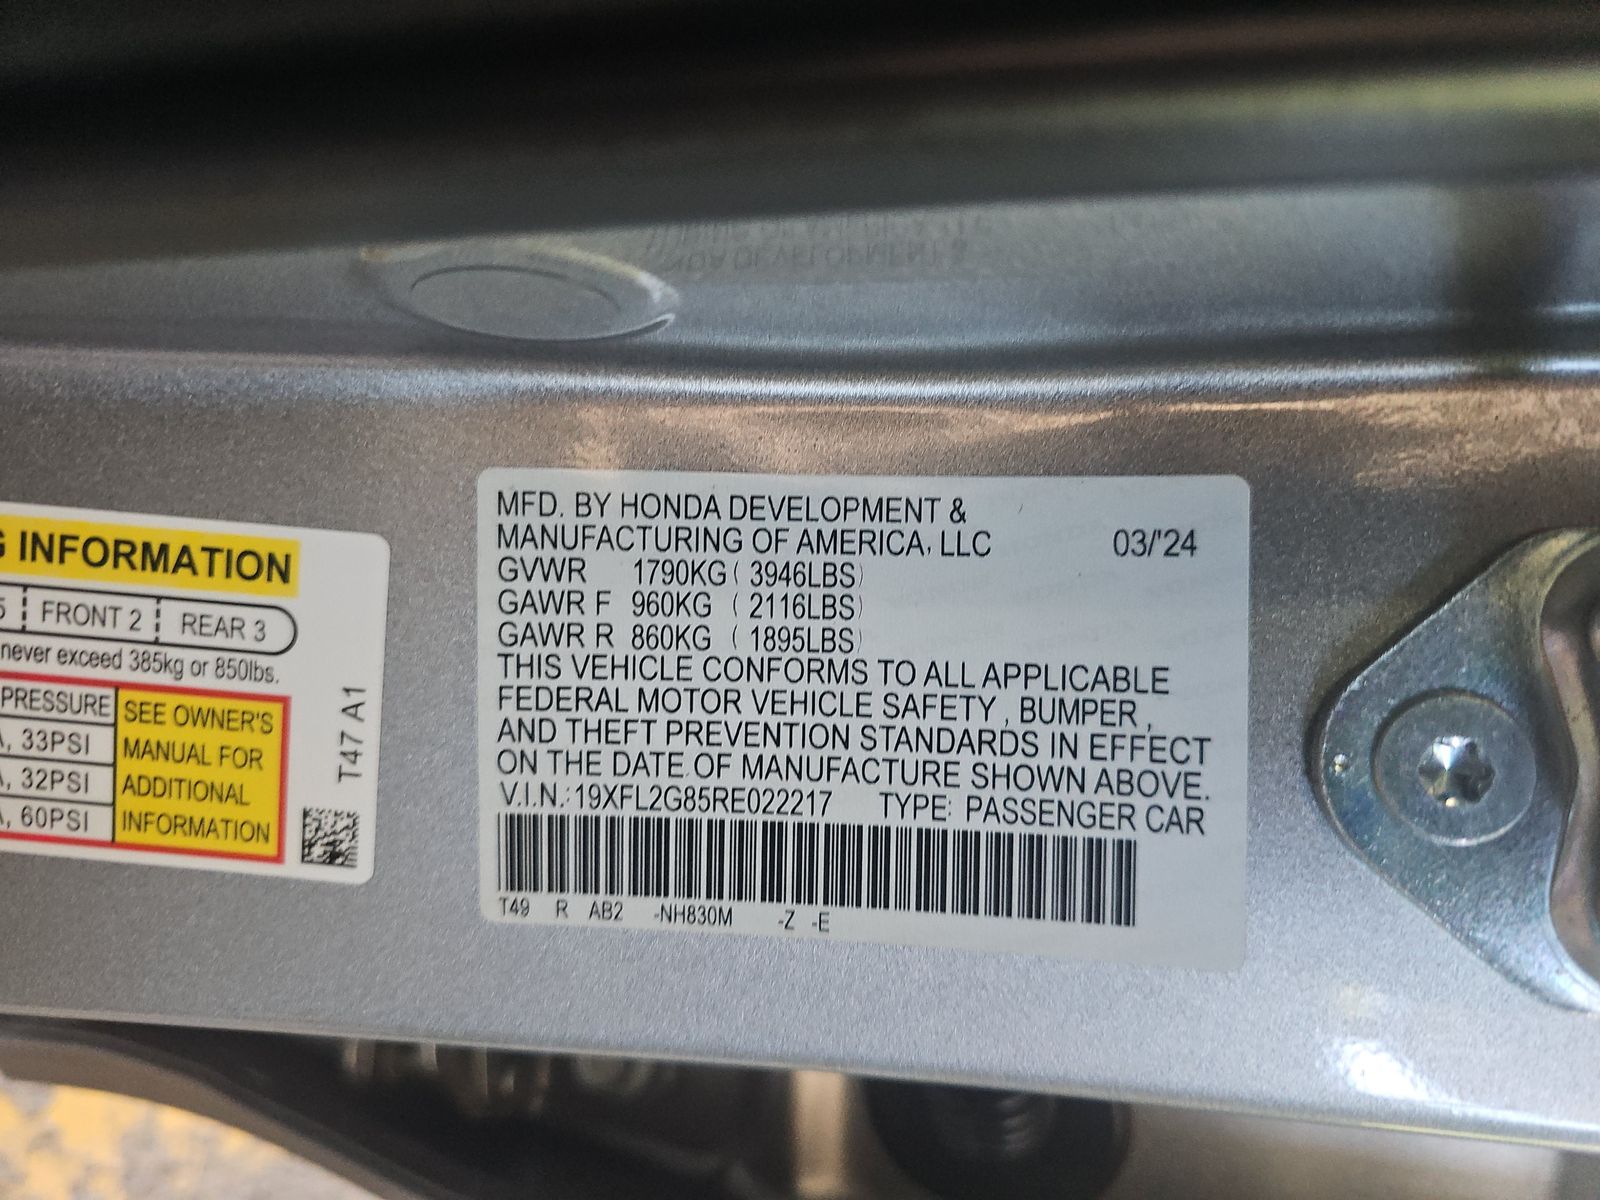 G INFORMATION
5 FRONT 2 REAR 3
never exceed 385kg or 850lbs.
PRESSURE
A, 33PSI
A, 32PSI
A, 60PSI
SEE OWNER'S
MANUAL FOR
ADDITIONAL
INFORMATION
T47 A1
MFD. BY HONDA DEVELOPMENT &
MANUFACTURING OF AMERICA, LLC 03/'24
GVWR 1790KG ( 3946LBS)
GAWR F 960KG ( 2116LBS)
GAWR R 860KG ( 1895LBS)
THIS VEHICLE CONFORMS TO ALL APPLICABLE
FEDERAL MOTOR VEHICLE SAFETY , BUMPER ,
AND THEFT PREVENTION STANDARDS IN EFFECT
ON THE DATE OF MANUFACTURE SHOWN ABOVE.
V.I.N.: 19XFL2G85RE022217 TYPE: PASSENGER CAR
T49 R AB2 -NH830M -Z -E